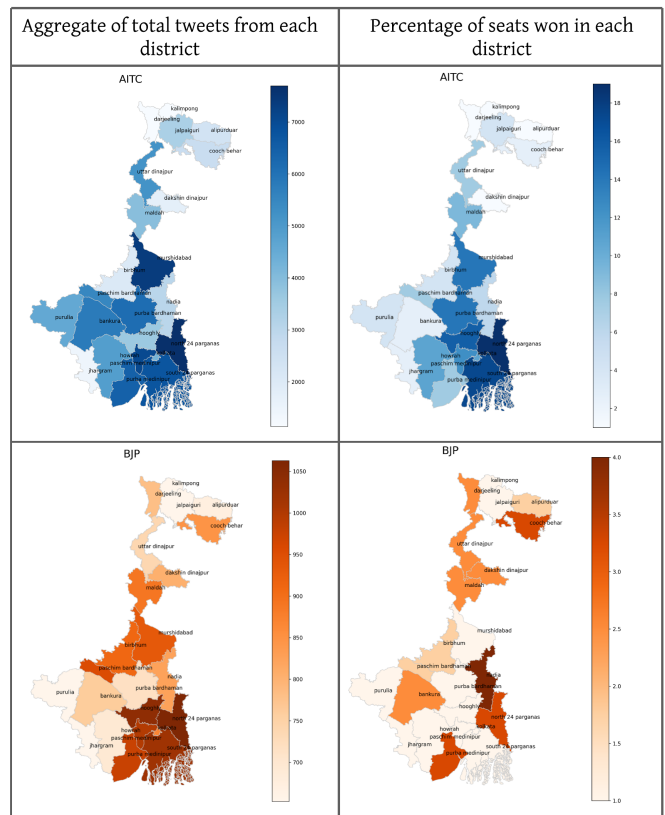 Aggregate of total tweets from each
district
Percentage of seats won in each
district
AITC
kalimpong
darjeeling
jalpaiguri
alipurduar
cooch behar
uttar dinajpur
dakshin dinajpur
maldah
murshidabad
birbhum
paschim bardhaman
nadia
purba bardhaman
purulia
bankura
hooghly
north 24 parganas
kolkata
howrah
paschim medinipur
jhargram
south 24 parganas
purba medinipur
7000
6000
5000
4000
3000
2000
AITC
kalimpong
darjeeling
jalpaiguri
alipurduar
cooch behar
uttar dinajpur
dakshin dinajpur
maldah
murshidabad
birbhum
paschim bardhaman
nadia
purba bardhaman
purulia
bankura
hooghly
north 24 parganas
kolkata
howrah
paschim medinipur
jhargram
south 24 parganas
purba medinipur
18
16
14
12
10
8
6
4
2
BJP
kalimpong
darjeeling
jalpaiguri
alipurduar
cooch behar
uttar dinajpur
dakshin dinajpur
maldah
murshidabad
birbhum
paschim bardhaman
nadia
purba bardhaman
purulia
bankura
hooghly
north 24 parganas
kolkata
howrah
paschim medinipur
jhargram
south 24 parganas
purba medinipur
1050
1000
950
900
850
800
750
700
BJP
kalimpong
darjeeling
jalpaiguri
alipurduar
cooch behar
uttar dinajpur
dakshin dinajpur
maldah
murshidabad
birbhum
paschim bardhaman
nadia
purba bardhaman
purulia
bankura
hooghly
north 24 parganas
kolkata
howrah
paschim medinipur
jhargram
south 24 parganas
purba medinipur
4.0
3.5
3.0
2.5
2.0
1.5
1.0